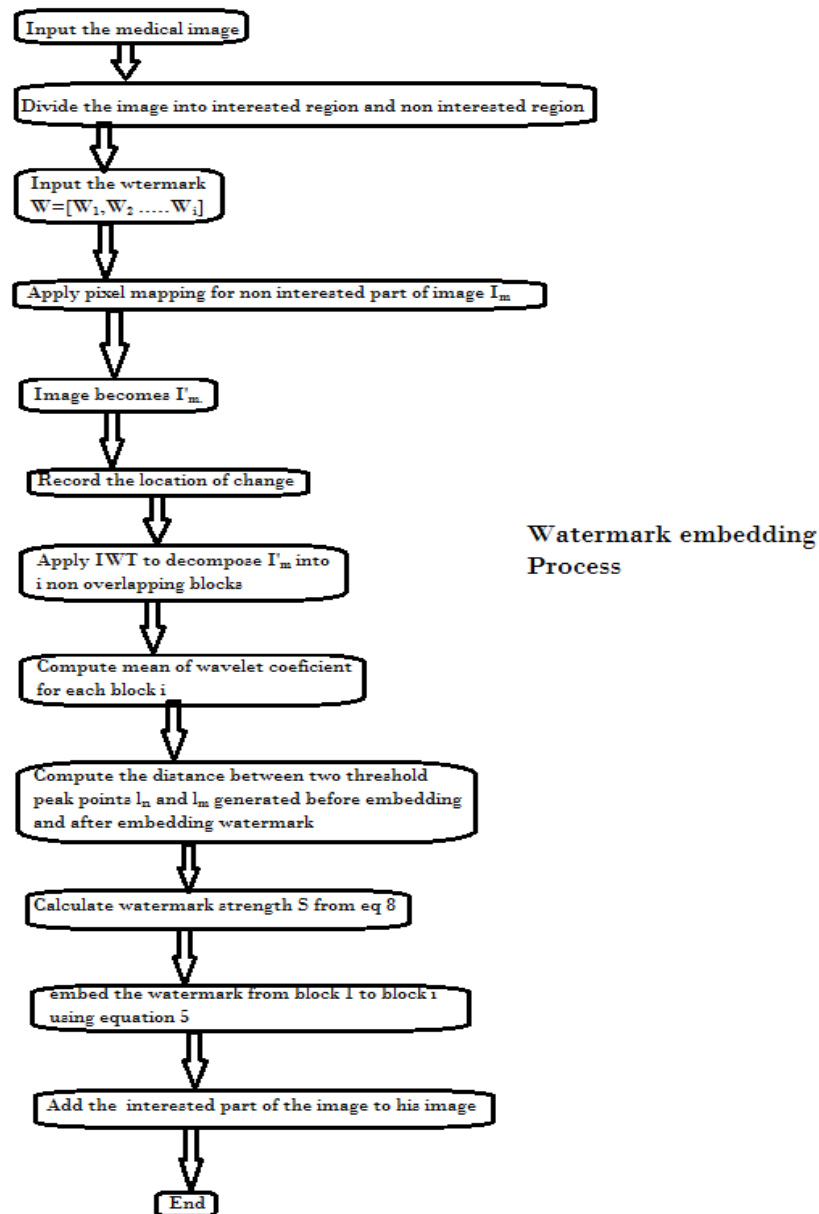 Input the medical image
Divide the image into interested region and non interested region
Input the wtermark
W=[W₁,W₂ .....Wᵢ]
Apply pixel mapping for non interested part of image Iₘ
Image becomes I'ₘ.
Record the location of change
Apply IWT to decompose I'ₘ into
i non overlapping blocks
Watermark embedding
Process
Compute mean of wavelet coeficient
for each block i
Compute the distance between two threshold
peak points lₙ and lₘ generated before embedding
and after embedding watermark
Calculate watermark strength S from eq 8
embed the watermark from block 1 to block i
using equation 5
Add the interested part of the image to his image
End